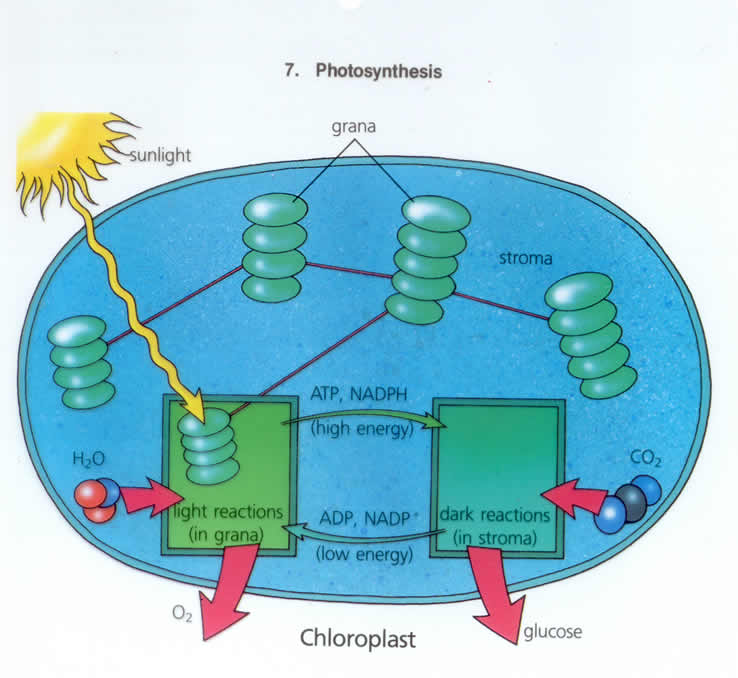 7. Photosynthesis
grana
sunlight
stroma
ATP, NADPH
(high energy)
H₂O
CO₂
light reactions
(in grana)
ADP, NADP⁺
(low energy)
dark reactions
(in stroma)
O₂
Chloroplast
glucose